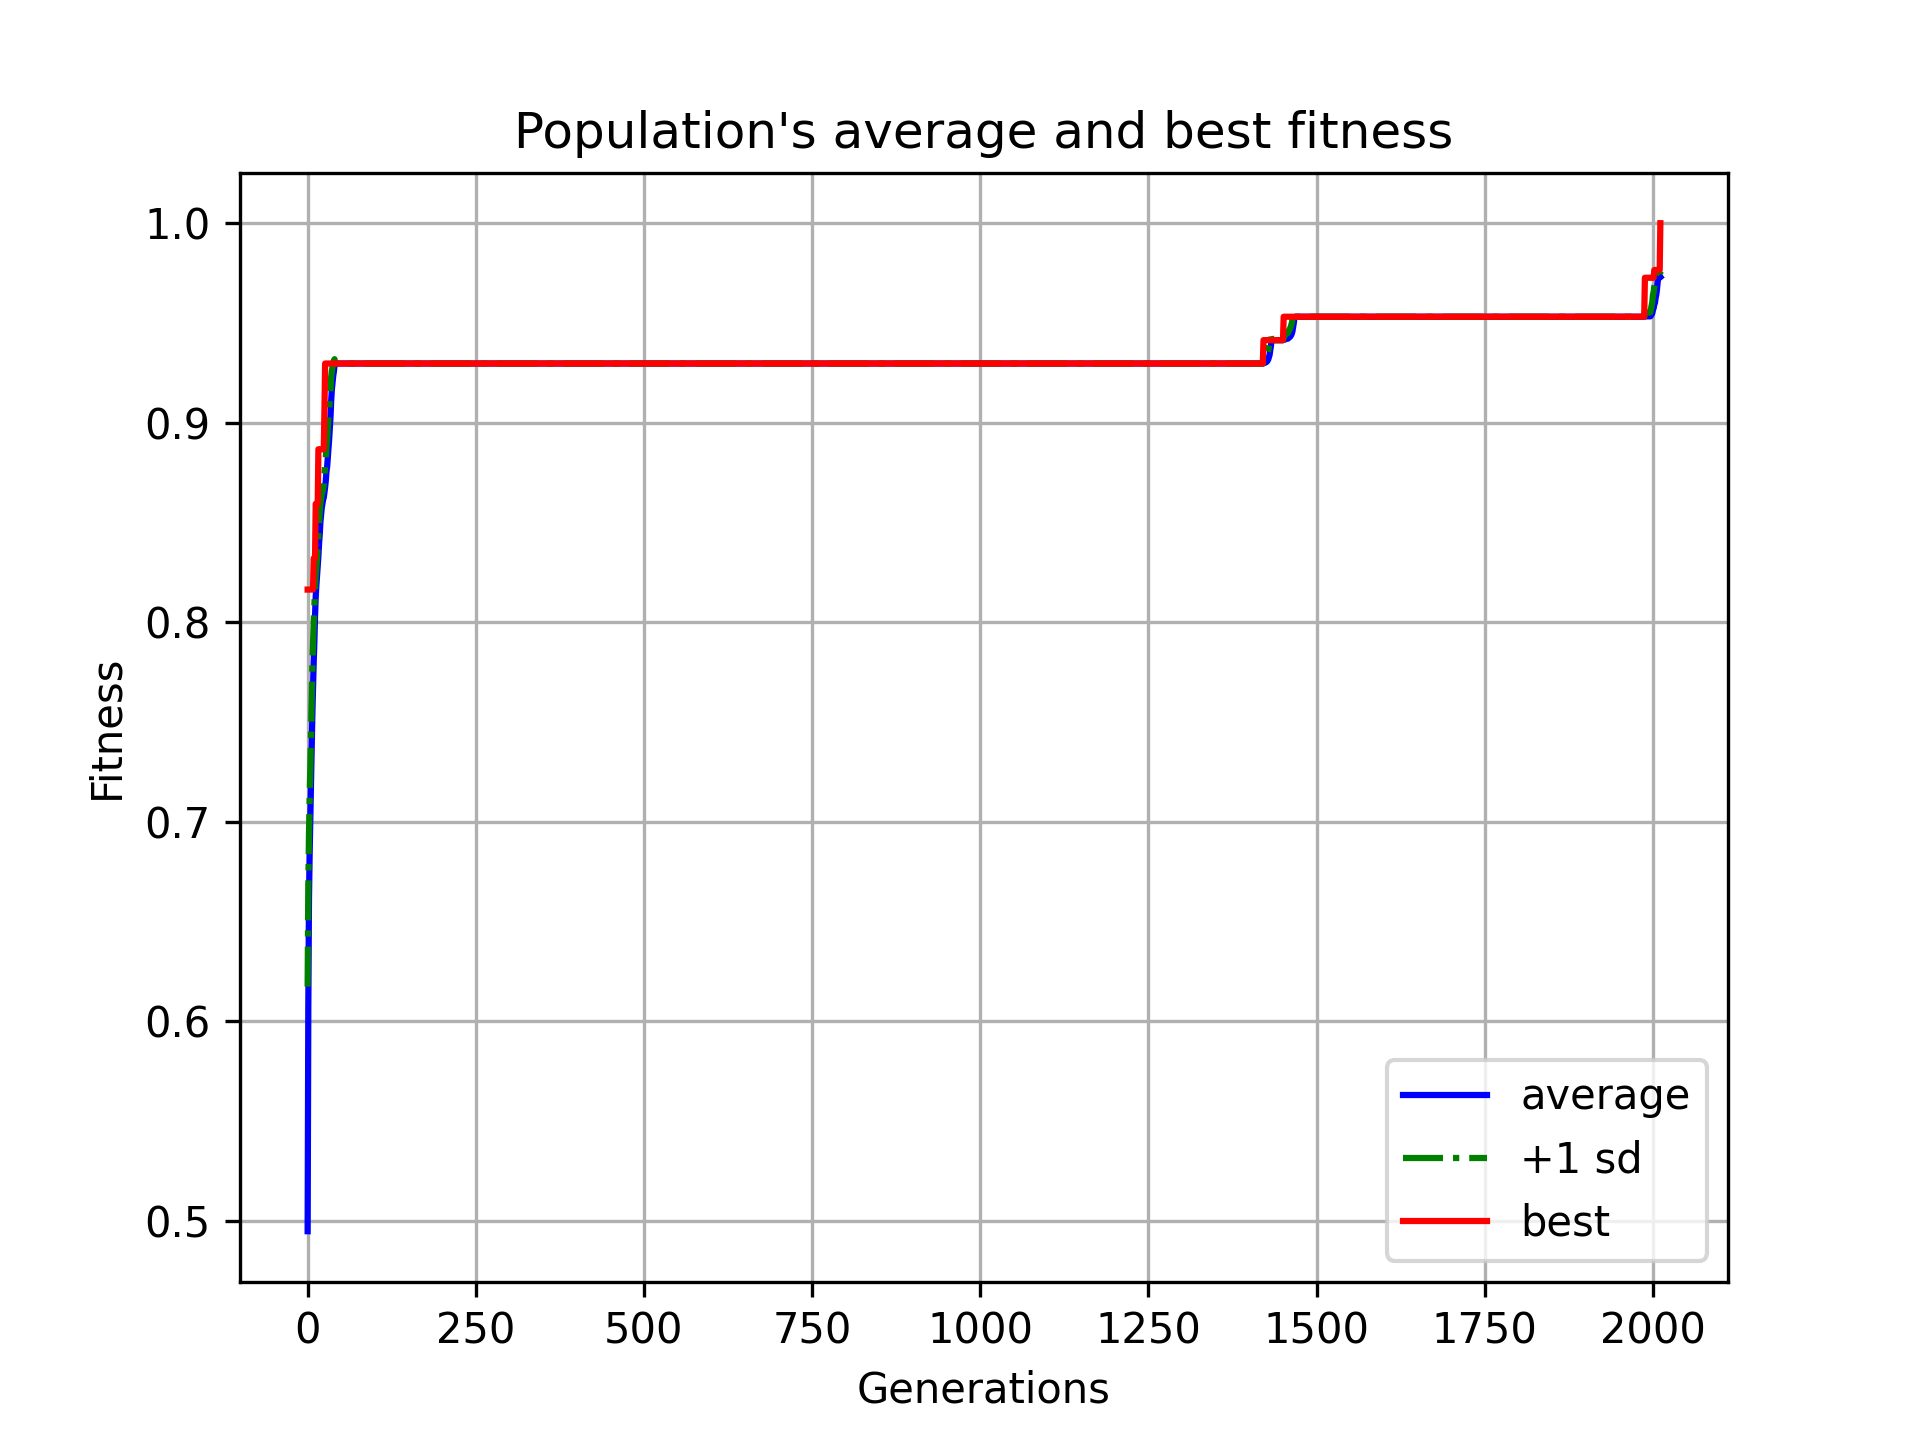 Population's average and best fitness
1.0
0.9
0.8
0.7
0.6
0.5
Fitness
0 250 500 750 1000 1250 1500 1750 2000
Generations
average
+1 sd
best